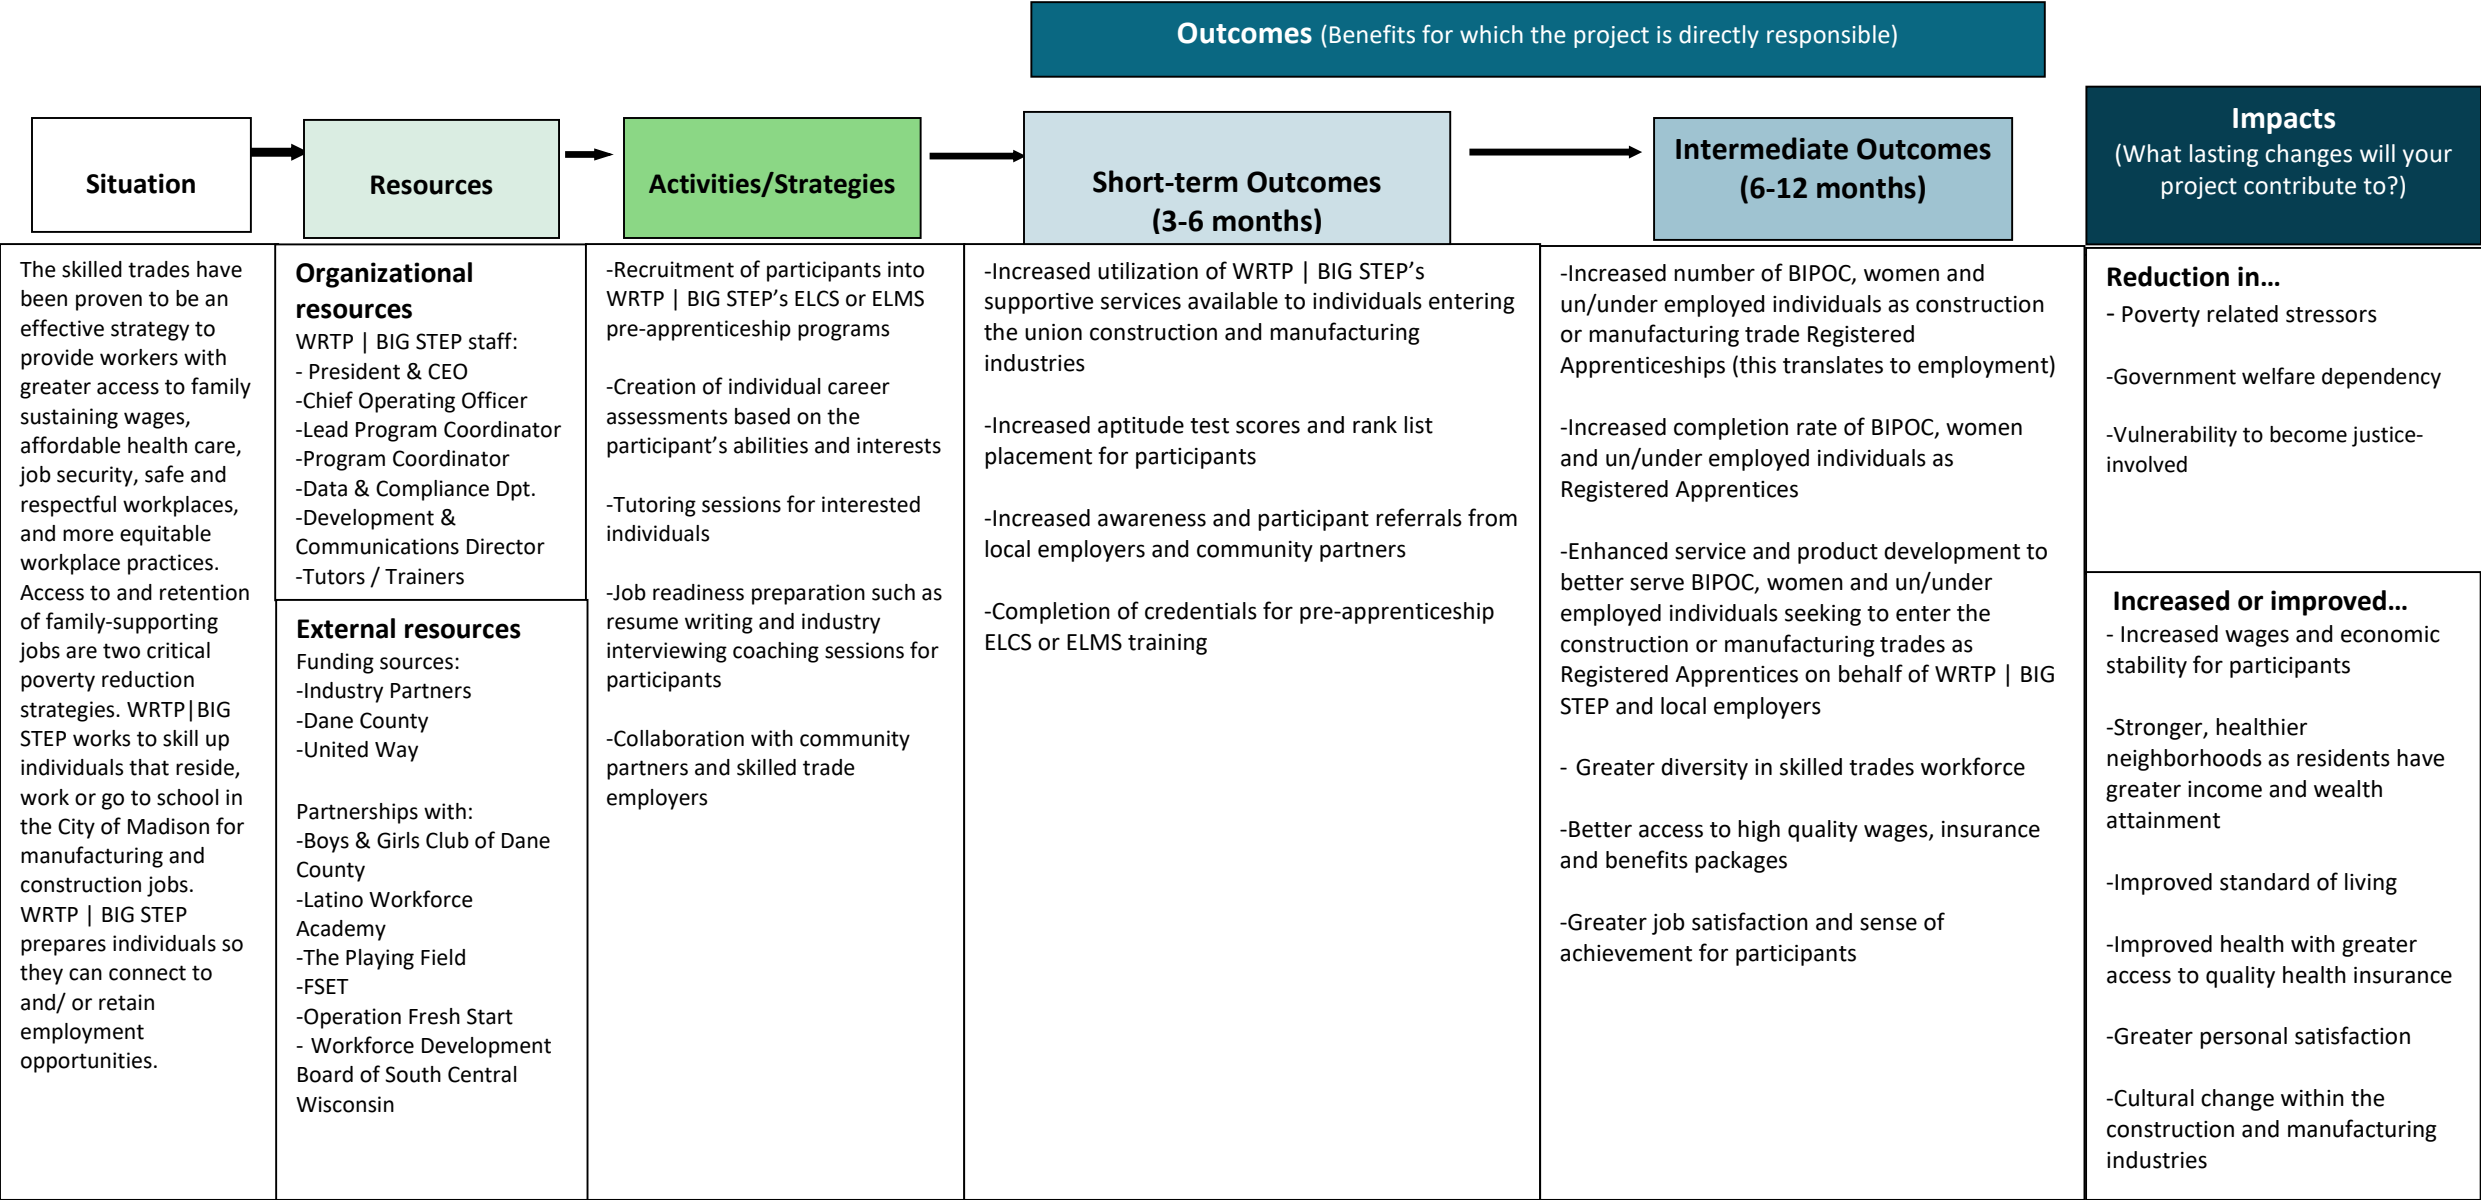 Outcomes (Benefits for which the project is directly responsible)
Situation
Resources
Activities/Strategies
Short-term Outcomes
(3-6 months)
Intermediate Outcomes
(6-12 months)
Impacts
(What lasting changes will your
project contribute to?)
The skilled trades have
been proven to be an
effective strategy to
provide workers with
greater access to family
sustaining wages,
affordable health care,
job security, safe and
respectful workplaces,
and more equitable
workplace practices.
Access to and retention
of family-supporting
jobs are two critical
poverty reduction
strategies. WRTP|BIG
STEP works to skill up
individuals that reside,
work or go to school in
the City of Madison for
manufacturing and
construction jobs.
WRTP | BIG STEP
prepares individuals so
they can connect to
and/ or retain
employment
opportunities.
Organizational
resources
WRTP | BIG STEP staff:
- President & CEO
-Chief Operating Officer
-Lead Program Coordinator
-Program Coordinator
-Data & Compliance Dpt.
-Development &
Communications Director
-Tutors / Trainers
External resources
Funding sources:
-Industry Partners
-Dane County
-United Way
Partnerships with:
-Boys & Girls Club of Dane
County
-Latino Workforce
Academy
-The Playing Field
-FSET
-Operation Fresh Start
- Workforce Development
Board of South Central
Wisconsin
-Recruitment of participants into
WRTP | BIG STEP’s ELCS or ELMS
pre-apprenticeship programs
-Creation of individual career
assessments based on the
participant’s abilities and interests
-Tutoring sessions for interested
individuals
-Job readiness preparation such as
resume writing and industry
interviewing coaching sessions for
participants
-Collaboration with community
partners and skilled trade
employers
-Increased utilization of WRTP | BIG STEP’s
supportive services available to individuals entering
the union construction and manufacturing
industries
-Increased aptitude test scores and rank list
placement for participants
-Increased awareness and participant referrals from
local employers and community partners
-Completion of credentials for pre-apprenticeship
ELCS or ELMS training
-Increased number of BIPOC, women and
un/under employed individuals as construction
or manufacturing trade Registered
Apprenticeships (this translates to employment)
-Increased completion rate of BIPOC, women
and un/under employed individuals as
Registered Apprentices
-Enhanced service and product development to
better serve BIPOC, women and un/under
employed individuals seeking to enter the
construction or manufacturing trades as
Registered Apprentices on behalf of WRTP | BIG
STEP and local employers
- Greater diversity in skilled trades workforce
-Better access to high quality wages, insurance
and benefits packages
-Greater job satisfaction and sense of
achievement for participants
Reduction in…
- Poverty related stressors
-Government welfare dependency
-Vulnerability to become justice-
involved
Increased or improved…
- Increased wages and economic
stability for participants
-Stronger, healthier
neighborhoods as residents have
greater income and wealth
attainment
-Improved standard of living
-Improved health with greater
access to quality health insurance
-Greater personal satisfaction
-Cultural change within the
construction and manufacturing
industries